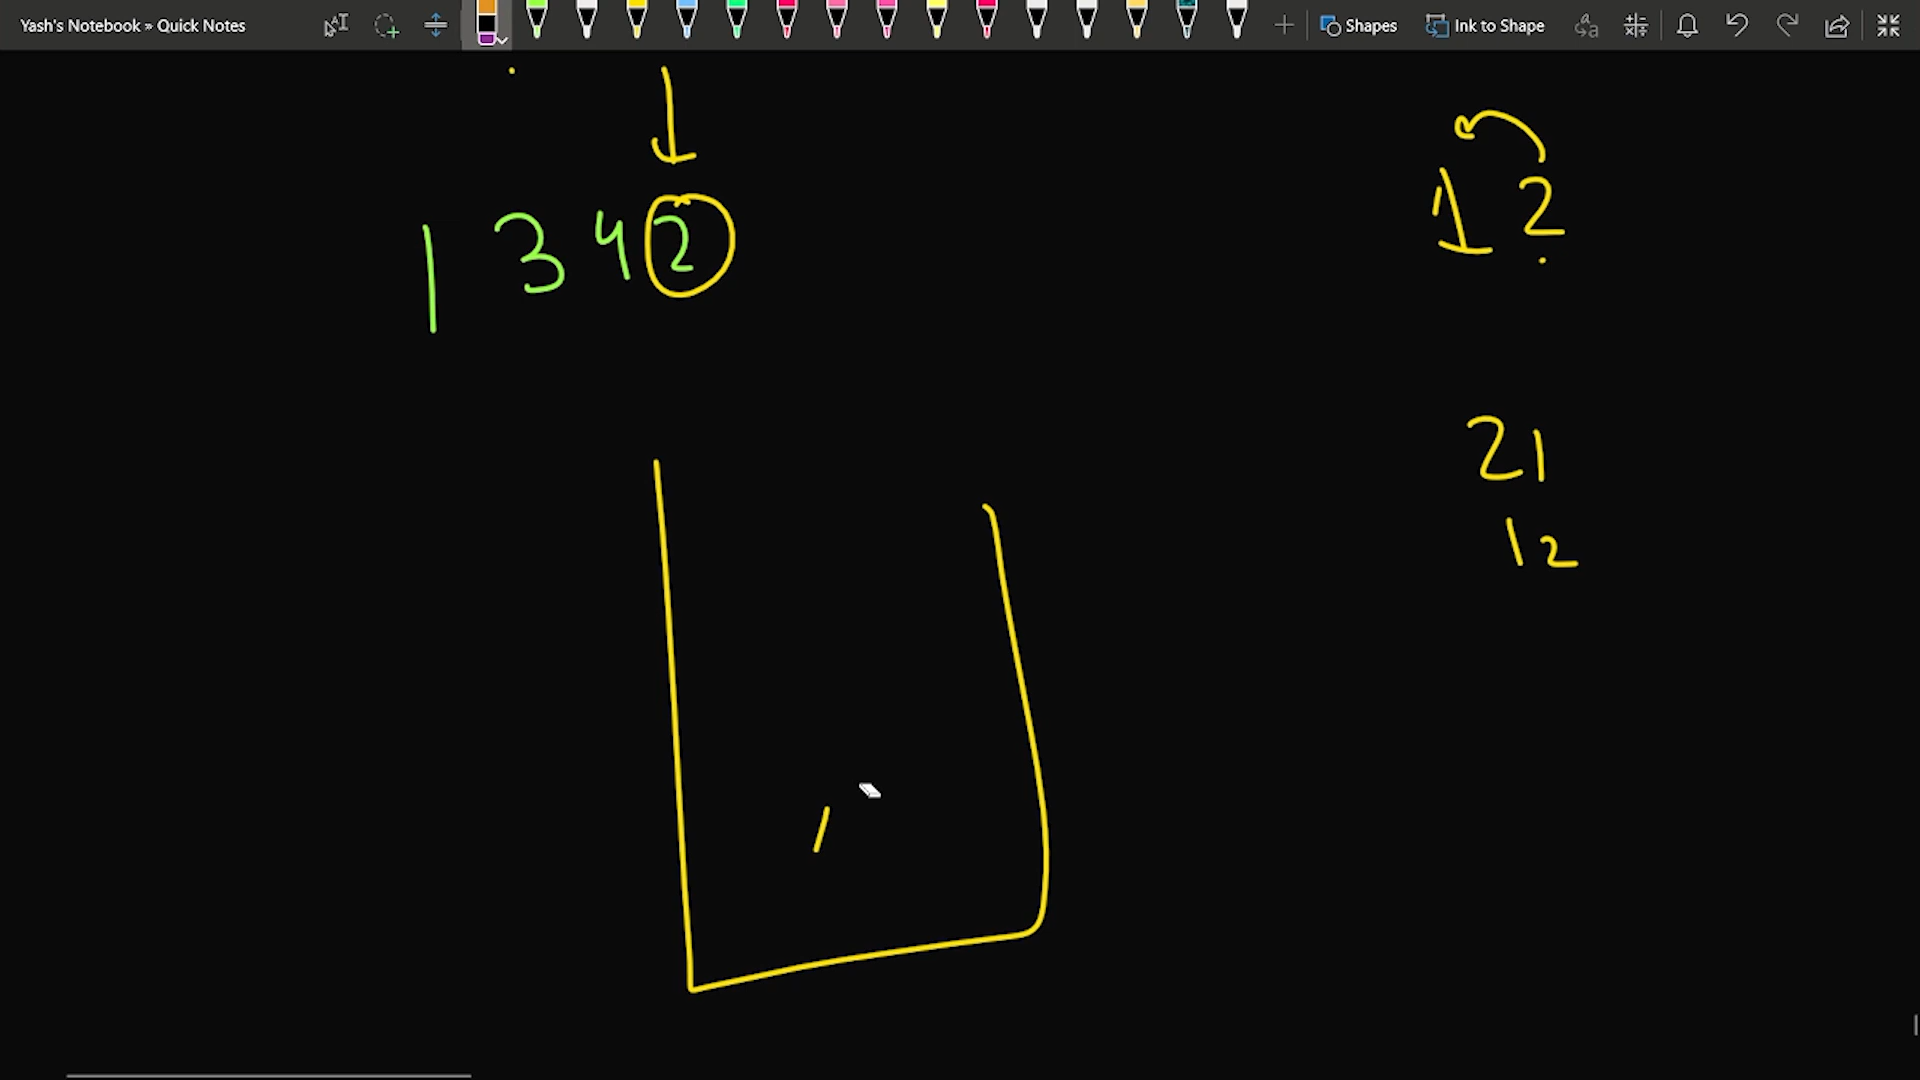 Yash's Notebook » Quick Notes
Shapes
Ink to Shape
1 2
1 3 4 2
21
12
1